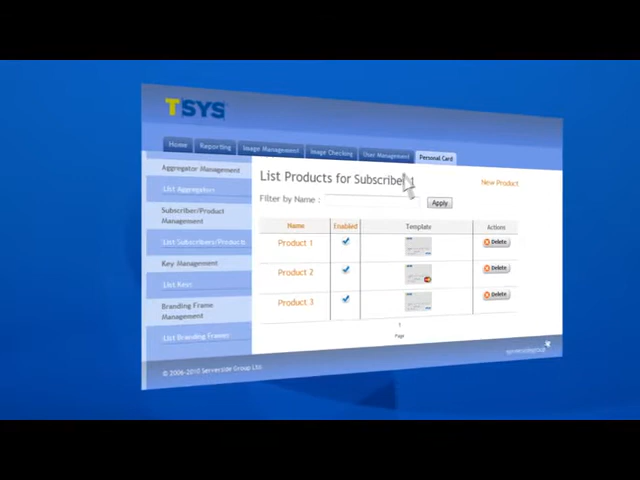 TSYS
Home
Reporting
Image Management
Image Checking
User Management
Personal Card
Aggregator Management
List Aggregators
Subscriber/Product
Management
List Subscribers/Products
Key Management
List Keys
Branding Frame
Management
List Branding Frames
List Products for Subscriber 1
New Product
Filter by Name :
Apply
Name
Enabled
Template
Actions
Product 1
Delete
Product 2
Delete
Product 3
Delete
1
Page
© 2006-2010 Serverside Group Ltd
serversidegroup